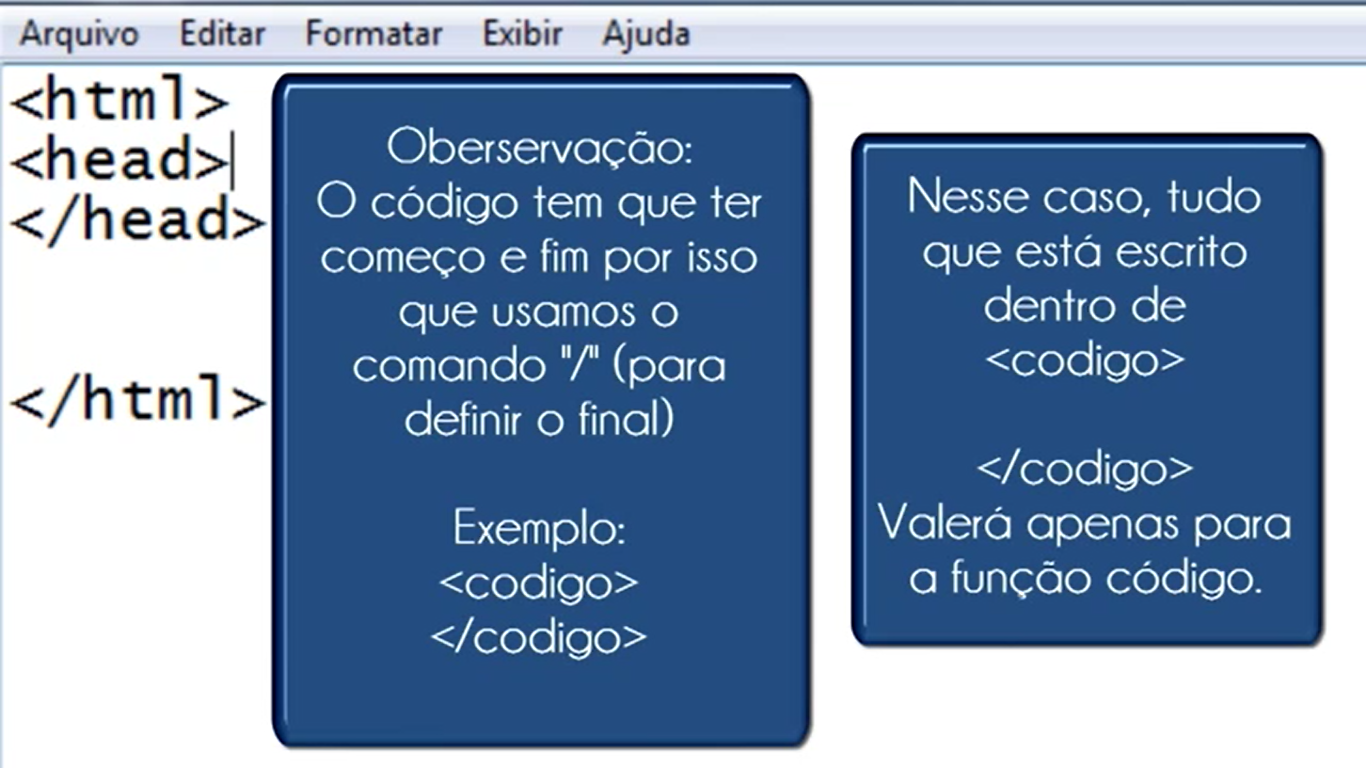 Arquivo Editar Formatar Exibir Ajuda
<html>
<head>
</head>
</html>
Oberservação:
O código tem que ter
começo e fim por isso
que usamos o
comando "/" (para
definir o final)
Exemplo:
<codigo>
</codigo>
Nesse caso, tudo
que está escrito
dentro de
<codigo>
</codigo>
Valerá apenas para
a função código.